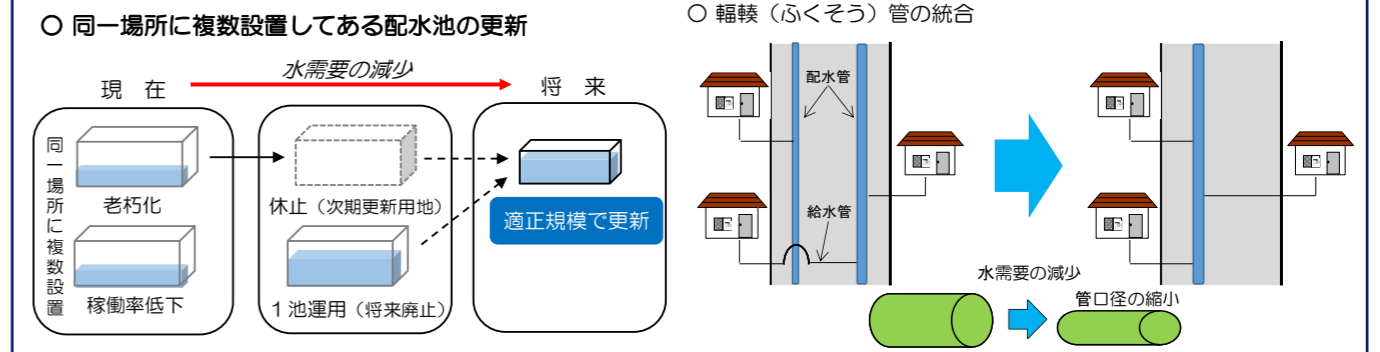 〇 同一場所に複数設置してある配水池の更新
水需要の減少
現 在
将 来
同一場所に複数設置
老朽化
稼働率低下
休止（次期更新用地）
１池運用（将来廃止）
適正規模で更新
〇 輻輳（ふくそう）管の統合
配水管
給水管
水需要の減少
管口径の縮小